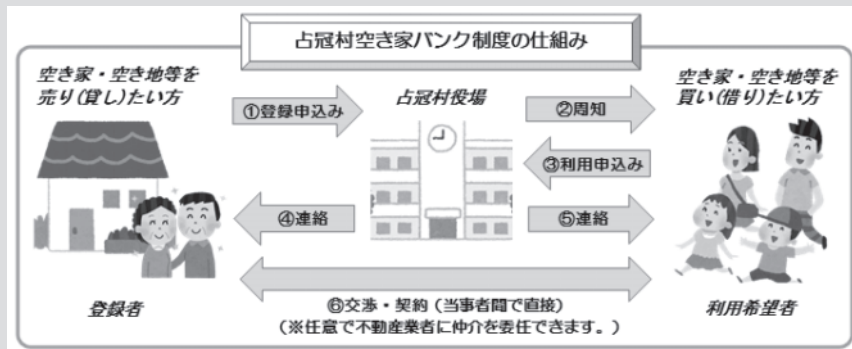 占冠村空き家バンク制度の仕組み
空き家・空き地等を
売り(貸し)たい方
①登録申込み
占冠村役場
②周知
空き家・空き地等を
買い(借り)たい方
③利用申込み
④連絡
⑤連絡
登録者
⑥交渉・契約(当事者間で直接)
(※任意で不動産業者に仲介を委任できます。)
利用希望者